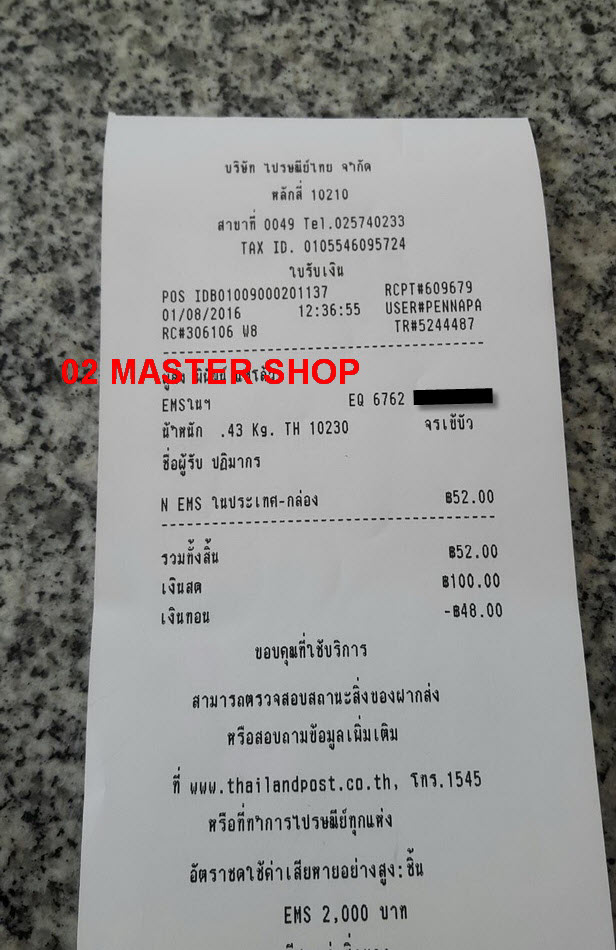 บริษัท ไปรษณีย์ไทย จำกัด
หลักสี่ 10210
สาขาที่ 0049 Tel.025740233
TAX ID. 0105546095724
ใบรับเงิน
POS IDB01009000201137 RCPT#609679
01/08/2016 12:36:55 USER#PENNAPA
RC#306106 W8 TR#5244487
02 MASTER SHOP
EMSในฯ EQ 6762
น้ำหนัก .43 Kg. TH 10230 จรเข้บัว
ชื่อผู้รับ ปฏิมากร
N EMS ในประเทศ-กล่อง ฿52.00
รวมทั้งสิ้น ฿52.00
เงินสด ฿100.00
เงินทอน -฿48.00
ขอบคุณที่ใช้บริการ
สามารถตรวจสอบสถานะสิ่งของฝากส่ง
หรือสอบถามข้อมูลเพิ่มเติม
ที่ www.thailandpost.co.th, โทร.1545
หรือที่ทำการไปรษณีย์ทุกแห่ง
อัตราชดใช้ค่าเสียหายอย่างสูง:ชิ้น
EMS 2,000 บาท